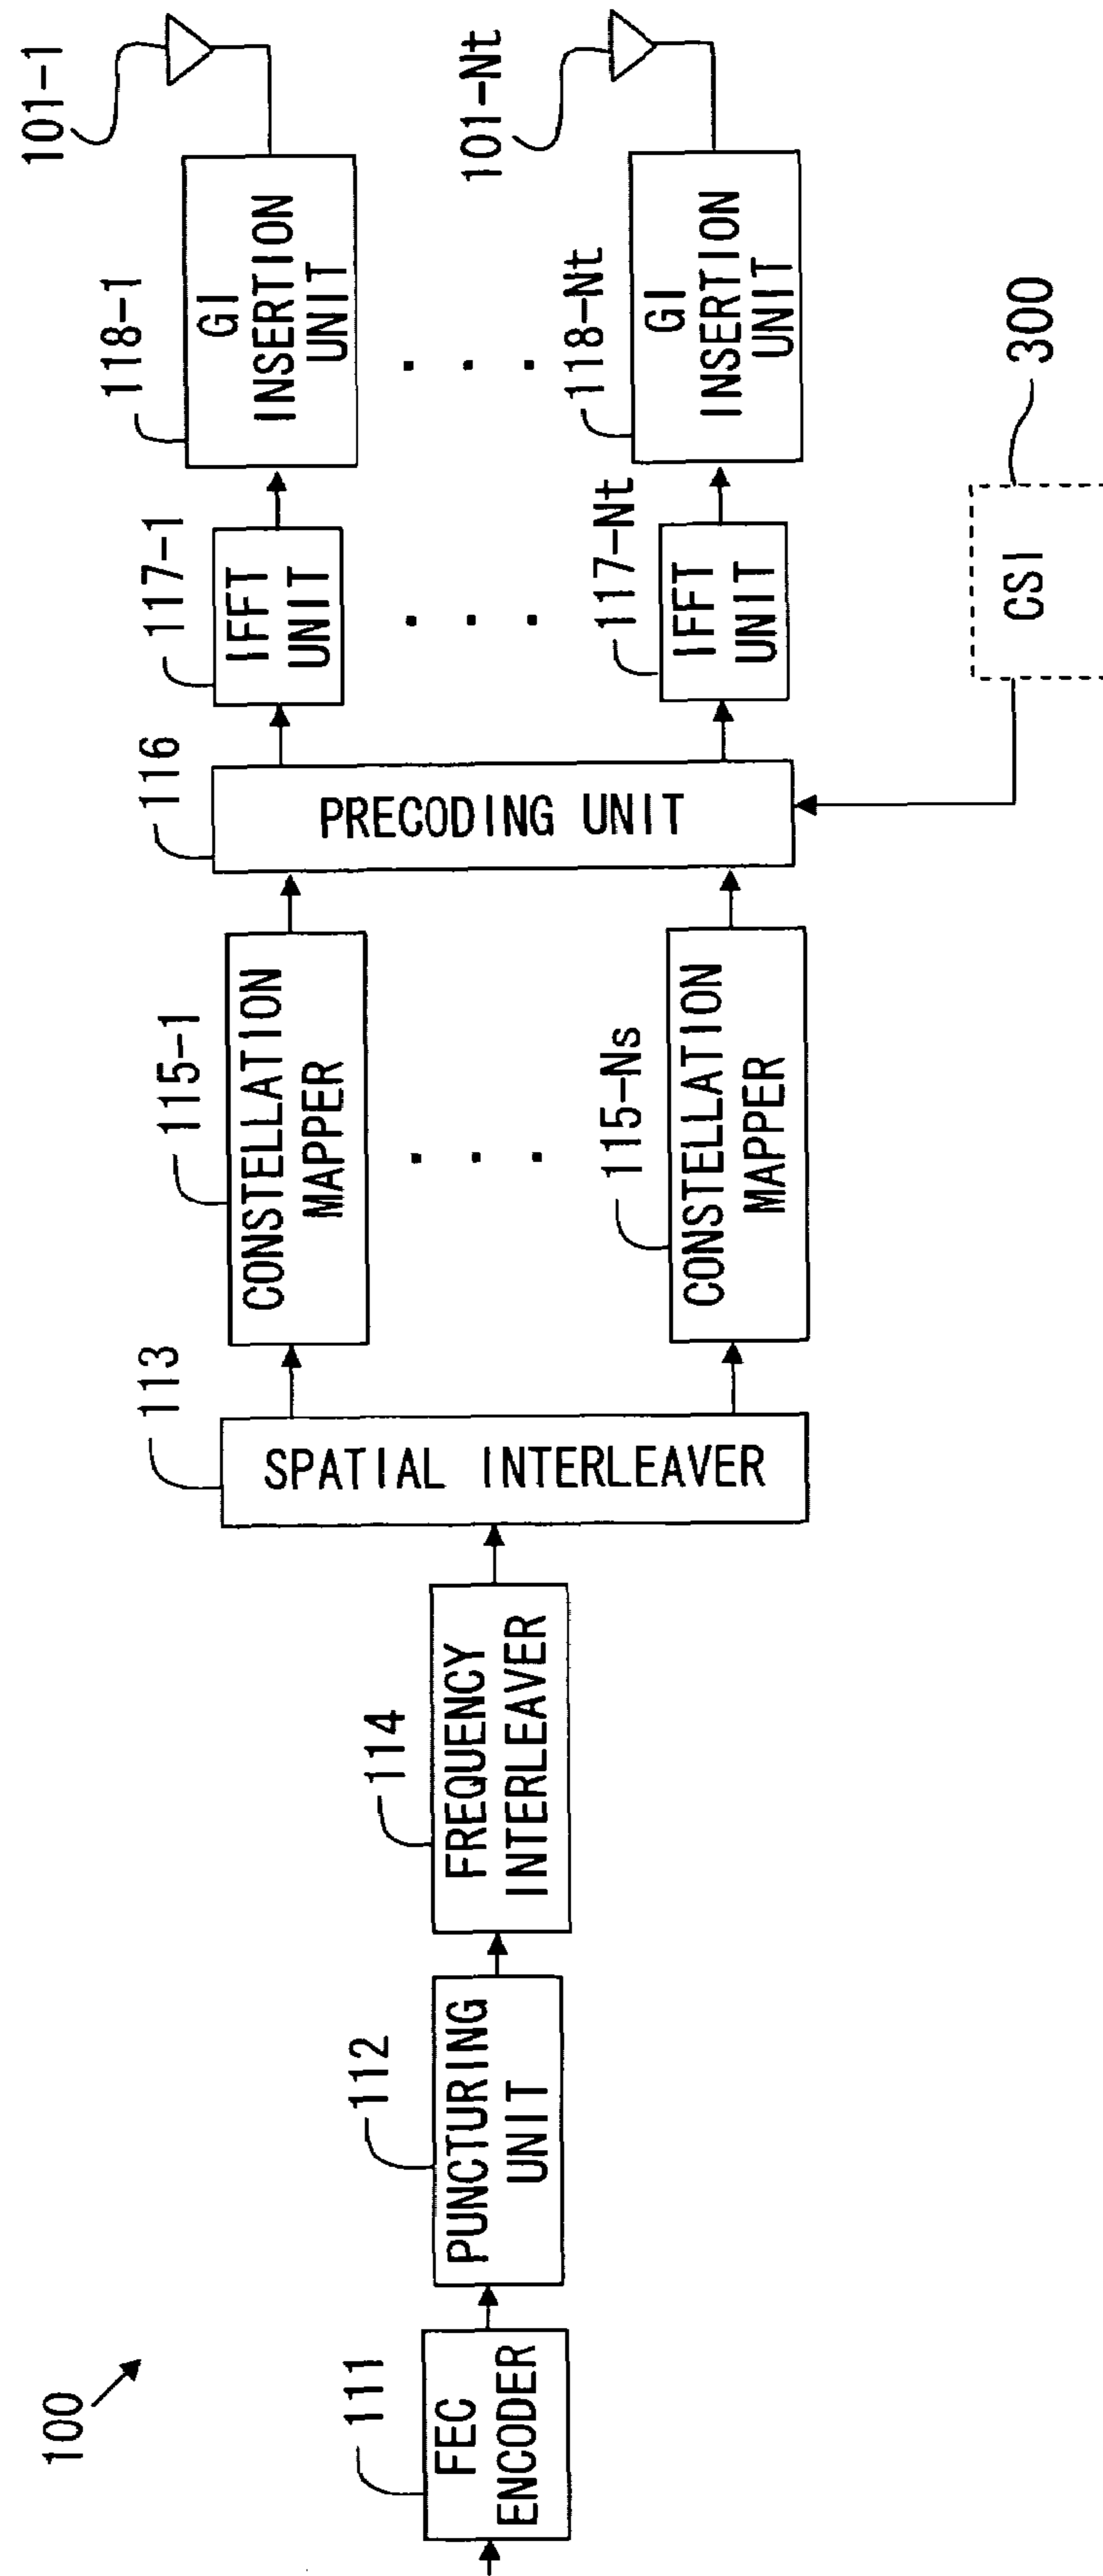 100
111
FEC
ENCODER
112
PUNCTURING
UNIT
114
FREQUENCY
INTERLEAVER
113
SPATIAL INTERLEAVER
115-1
CONSTELLATION
MAPPER
. . .
115-Ns
CONSTELLATION
MAPPER
116
PRECODING UNIT
117-1
IFFT
UNIT
. . .
117-Nt
IFFT
UNIT
118-1
GI
INSERTION
UNIT
. . .
118-Nt
GI
INSERTION
UNIT
101-1
101-Nt
CSI
300